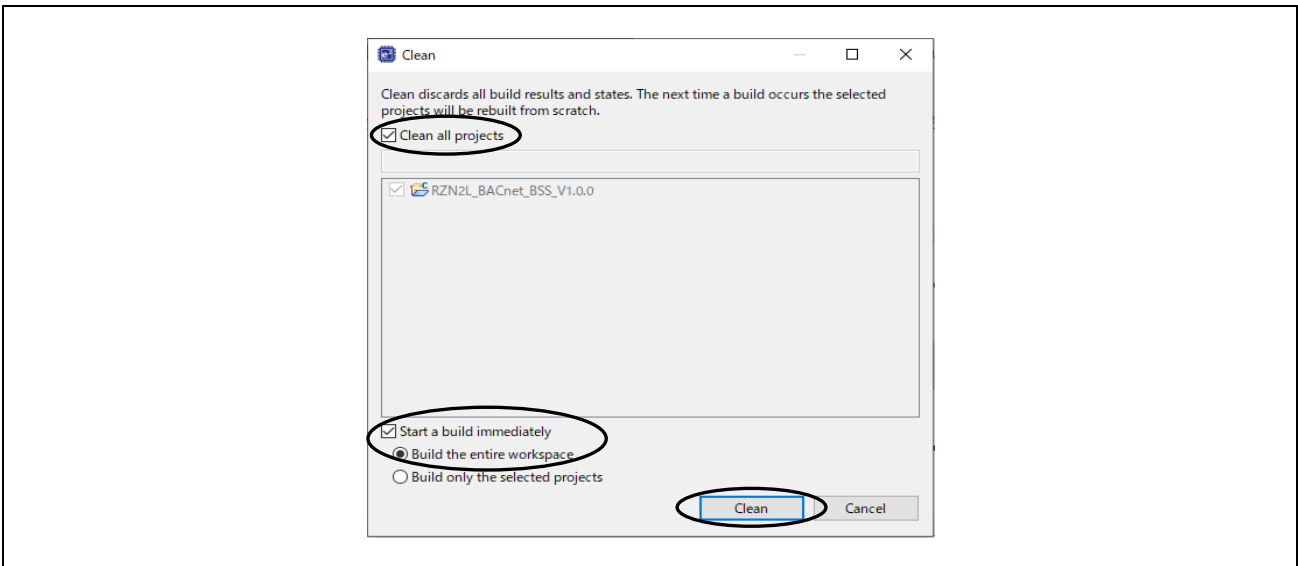 Clean
Clean discards all build results and states. The next time a build occurs the selected
projects will be rebuilt from scratch.
Clean all projects
RZN2L_BACnet_BSS_V1.0.0
Start a build immediately
Build the entire workspace
Build only the selected projects
Clean Cancel